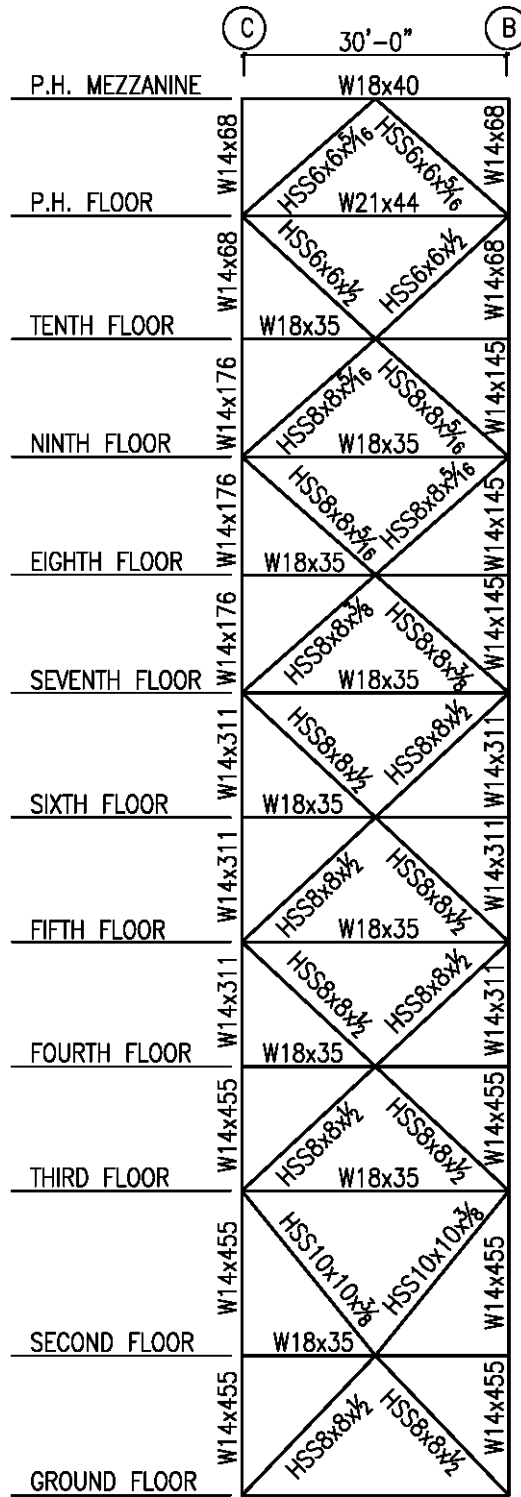 C B
30'-0"
P.H. MEZZANINE W18x40
W14x68 HSS6x6x5/16 HSS6x6x5/16 W14x68
P.H. FLOOR W21x44
W14x68 HSS6x6x1/2 HSS6x6x1/2 W14x68
TENTH FLOOR W18x35
W14x176 HSS8x8x5/16 HSS8x8x5/16 W14x145
NINTH FLOOR W18x35
W14x176 HSS8x8x5/16 HSS8x8x5/16 W14x145
EIGHTH FLOOR W18x35
W14x176 HSS8x8x3/8 HSS8x8x3/8 W14x145
SEVENTH FLOOR W18x35
W14x311 HSS8x8x1/2 HSS8x8x1/2 W14x311
SIXTH FLOOR W18x35
W14x311 HSS8x8x1/2 HSS8x8x1/2 W14x311
FIFTH FLOOR W18x35
W14x311 HSS8x8x1/2 HSS8x8x1/2 W14x311
FOURTH FLOOR W18x35
W14x455 HSS8x8x1/2 HSS8x8x1/2 W14x455
THIRD FLOOR W18x35
W14x455 HSS10x10x3/8 HSS10x10x3/8 W14x455
SECOND FLOOR W18x35
W14x455 HSS8x8x1/2 HSS8x8x1/2 W14x455
GROUND FLOOR